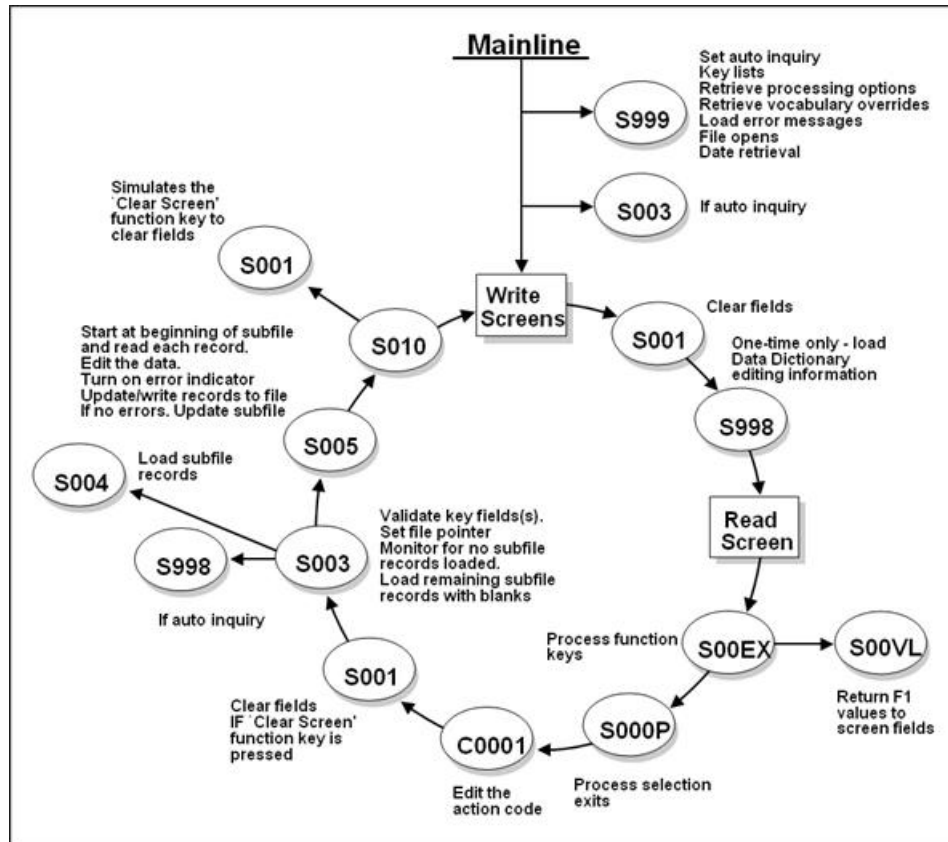 Mainline
Set auto inquiry
Key lists
Retrieve processing options
Retrieve vocabulary overrides
Load error messages
File opens
Date retrieval
S999
S003
If auto inquiry
Simulates the
`Clear Screen'
function key to
clear fields
S001
Write
Screens
Clear fields
S001
One-time only - load
Data Dictionary
editing information
S998
Start at beginning of subfile
and read each record.
Edit the data.
Turn on error indicator
Update/write records to file
If no errors. Update subfile
S010
S005
Load subfile
records
S004
Validate key fields(s).
Set file pointer
Monitor for no subfile
records loaded.
Load remaining subfile
records with blanks
S003
S998
If auto inquiry
Read
Screen
Process function
keys
S00EX
S00VL
Return F1
values to
screen fields
S001
Clear fields
IF `Clear Screen'
function key is
pressed
C0001
Edit the
action code
S000P
Process selection
exits